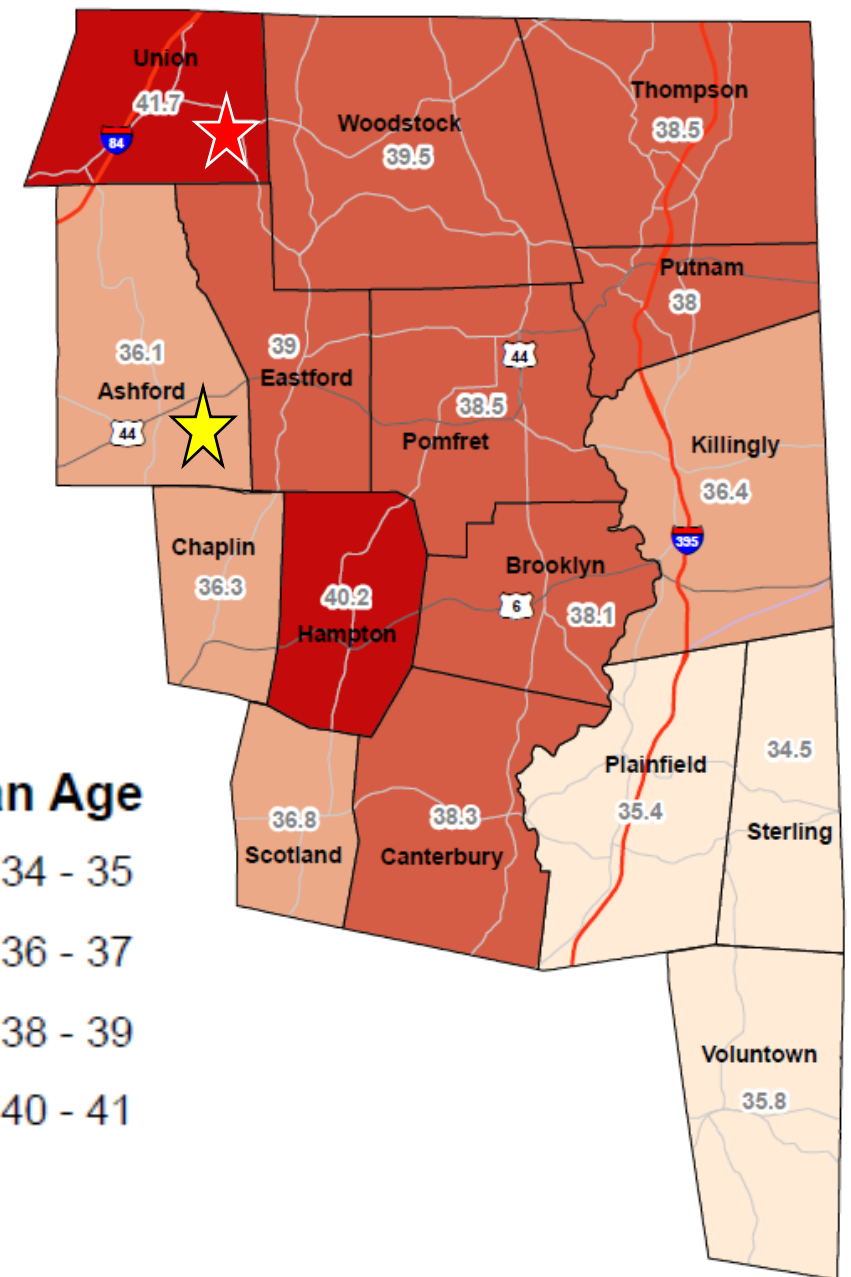 Union
41.7
84
Woodstock
39.5
Thompson
38.5
Putnam
38
36.1
Ashford
44
39
Eastford
44
38.5
Pomfret
Killingly
36.4
395
Chaplin
36.3
40.2
Hampton
Brooklyn
6
38.1
Plainfield
35.4
34.5
Sterling
36.8
Scotland
38.3
Canterbury
Voluntown
35.8
n Age
34 - 35
36 - 37
38 - 39
40 - 41